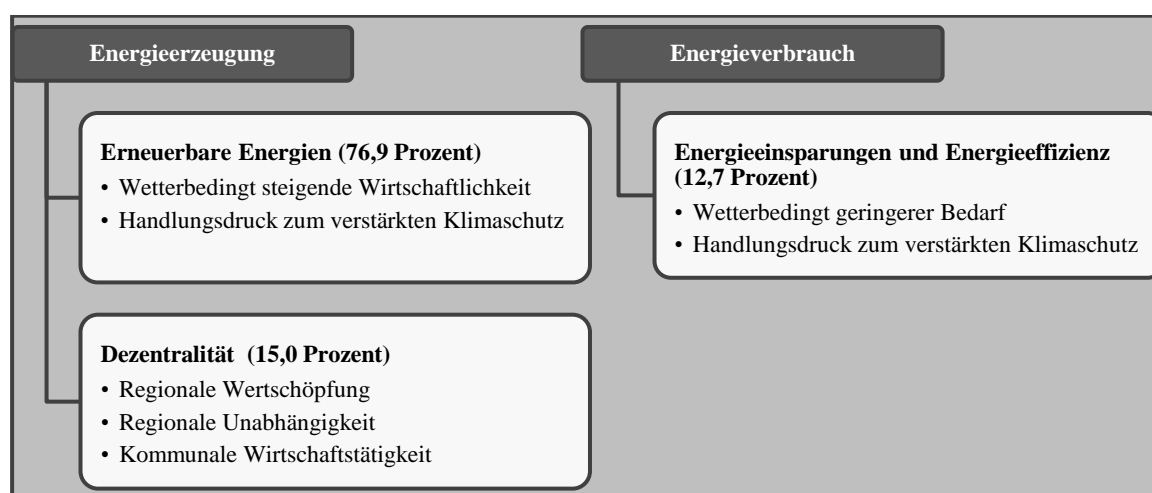 Energieerzeugung
Erneuerbare Energien (76,9 Prozent)
• Wetterbedingt steigende Wirtschaftlichkeit
• Handlungsdruck zum verstärkten Klimaschutz
Dezentralität (15,0 Prozent)
• Regionale Wertschöpfung
• Regionale Unabhängigkeit
• Kommunale Wirtschaftstätigkeit
Energieverbrauch
Energieeinsparungen und Energieeffizienz
(12,7 Prozent)
• Wetterbedingt geringerer Bedarf
• Handlungsdruck zum verstärkten Klimaschutz